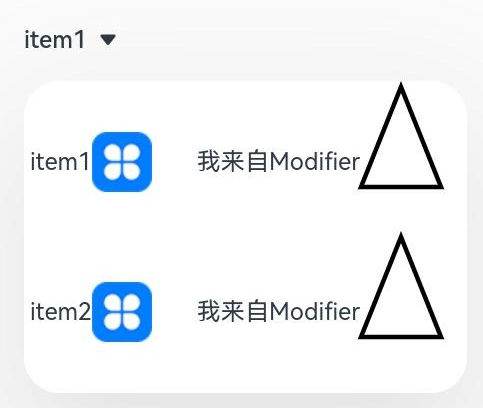 item1
item1 我来自Modifier
item2 我来自Modifier